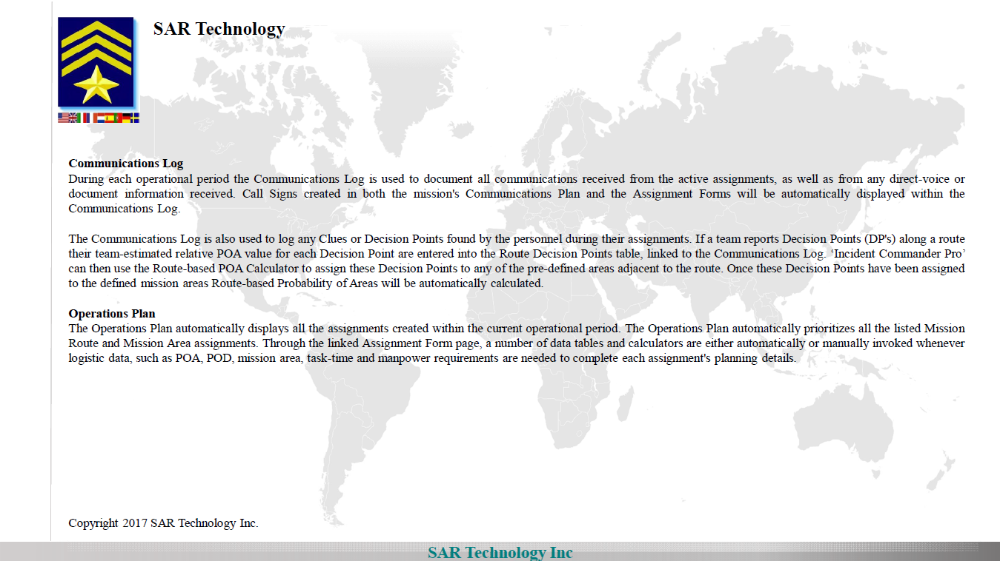 SAR Technology
Communications Log
During each operational period the Communications Log is used to document all communications received from the active assignments, as well as from any direct-voice or
document information received. Call Signs created in both the mission's Communications Plan and the Assignment Forms will be automatically displayed within the
Communications Log.
The Communications Log is also used to log any Clues or Decision Points found by the personnel during their assignments. If a team reports Decision Points (DP's) along a route
their team-estimated relative POA value for each Decision Point are entered into the Route Decision Points table, linked to the Communications Log. ‘Incident Commander Pro’
can then use the Route-based POA Calculator to assign these Decision Points to any of the pre-defined areas adjacent to the route. Once these Decision Points have been assigned
to the defined mission areas Route-based Probability of Areas will be automatically calculated.
Operations Plan
The Operations Plan automatically displays all the assignments created within the current operational period. The Operations Plan automatically prioritizes all the listed Mission
Route and Mission Area assignments. Through the linked Assignment Form page, a number of data tables and calculators are either automatically or manually invoked whenever
logistic data, such as POA, POD, mission area, task-time and manpower requirements are needed to complete each assignment's planning details.
Copyright 2017 SAR Technology Inc.
SAR Technology Inc